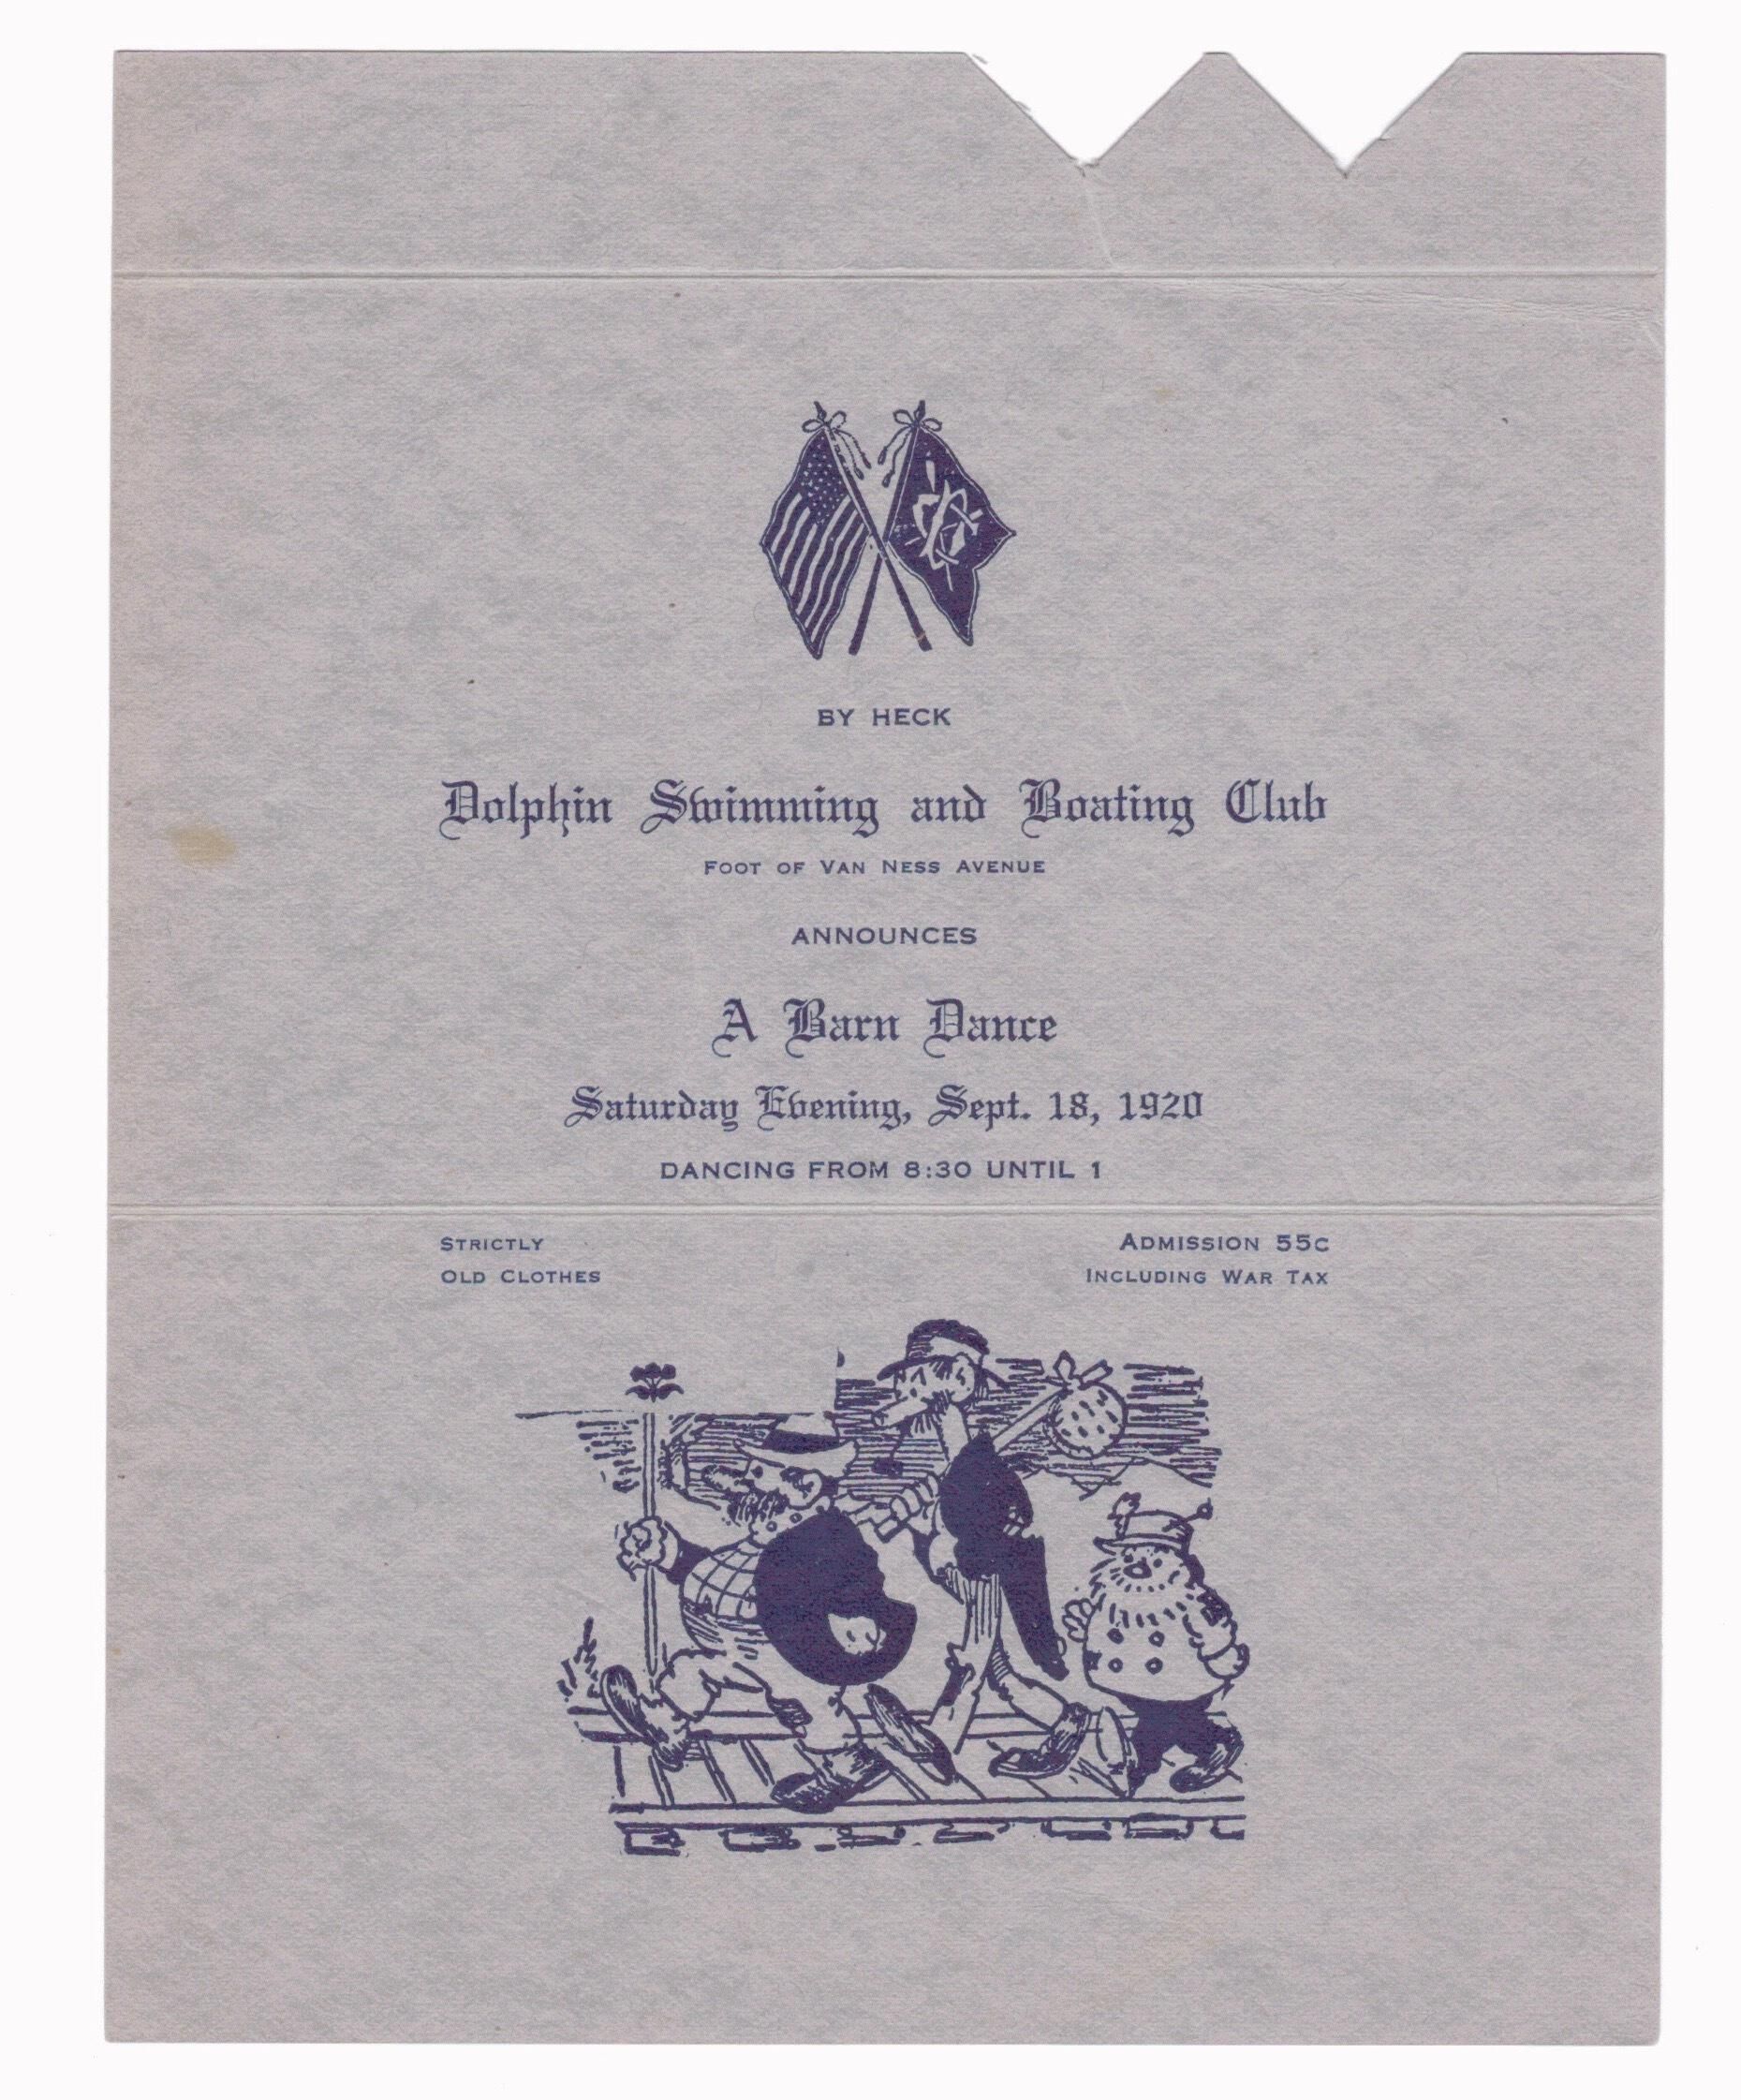 BY HECK
Dolphin Swimming and Boating Club
FOOT OF VAN NESS AVENUE
ANNOUNCES
A Barn Dance
Saturday Evening, Sept. 18, 1920
DANCING FROM 8:30 UNTIL 1
STRICTLY
OLD CLOTHES
ADMISSION 55C
INCLUDING WAR TAX